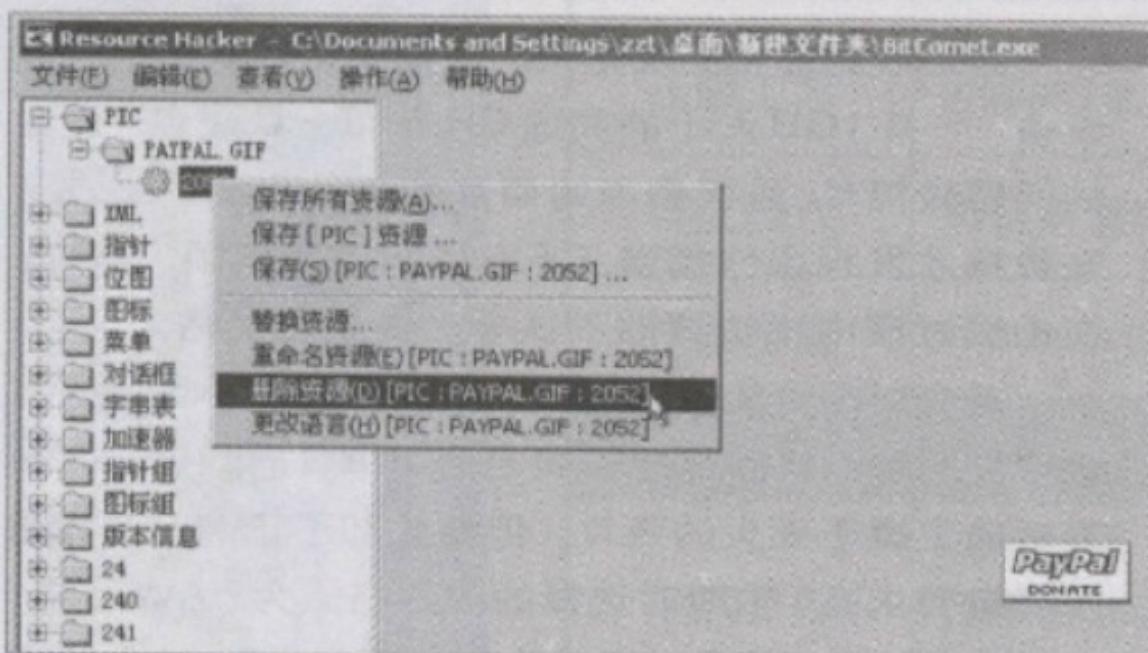 Resource Hacker - C:\Documents and Settings\zzt\桌面\新建文件夹\BitComet.exe
文件(F) 编辑(E) 查看(V) 操作(A) 帮助(H)
PIC
PAYPAL.GIF
保存所有资源(A)...
保存 [ PIC ] 资源 ...
保存(S) [PIC : PAYPAL.GIF : 2052] ...
替换资源...
重命名资源(E) [PIC : PAYPAL.GIF : 2052]
删除资源(D) [PIC : PAYPAL.GIF : 2052]
更改语言(H) [PIC : PAYPAL.GIF : 2052]
XML
指针
位图
图标
菜单
对话框
字串表
加速器
指针组
图标组
版本信息
24
240
241
PayPal
DONATE